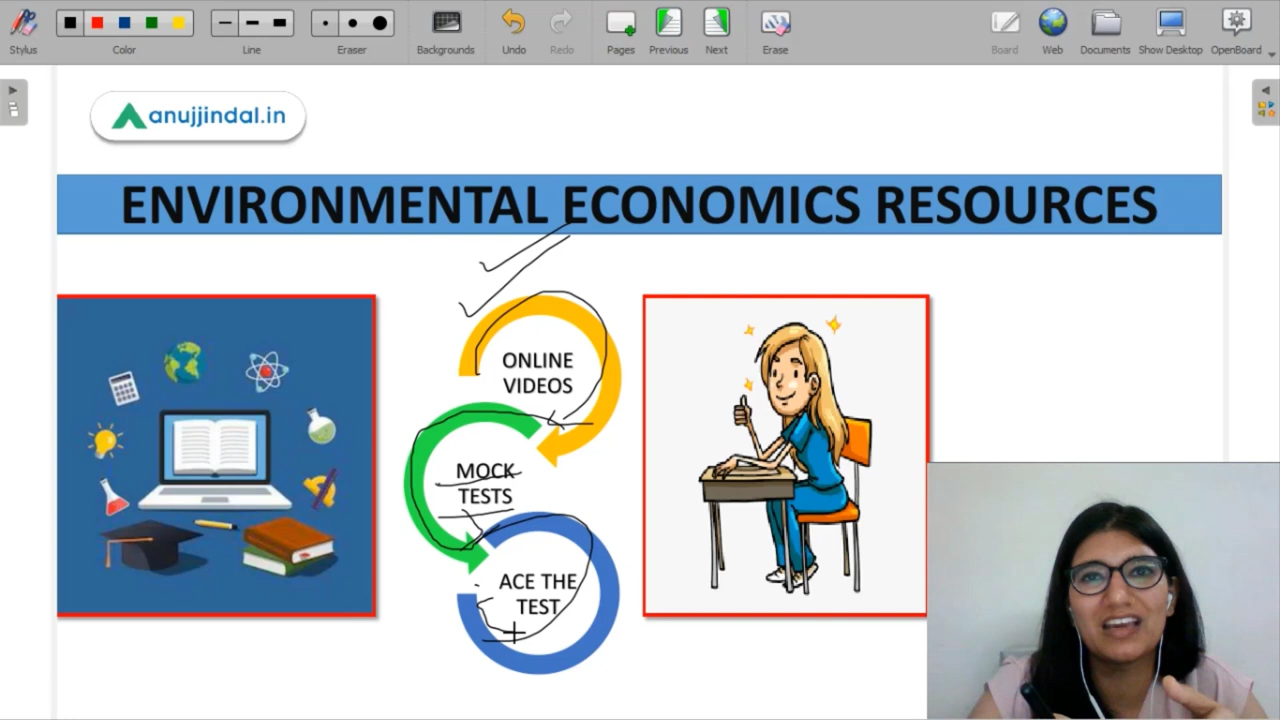 Stylus
Color
Line
Eraser
Backgrounds
Undo
Redo
Pages
Previous
Next
Erase
Board
Web
Documents
Show Desktop
OpenBoard
anujjindal.in
ENVIRONMENTAL ECONOMICS RESOURCES
ONLINE
VIDEOS
MOCK
TESTS
ACE THE
TEST